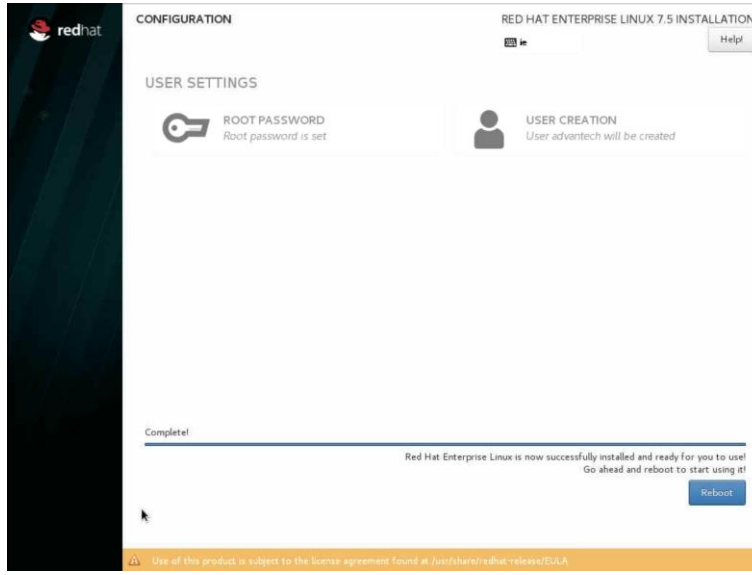 redhat
CONFIGURATION
RED HAT ENTERPRISE LINUX 7.5 INSTALLATION
ie
Help!
USER SETTINGS
ROOT PASSWORD
Root password is set
USER CREATION
User advantech will be created
Complete!
Red Hat Enterprise Linux is now successfully installed and ready for you to use!
Go ahead and reboot to start using it!
Reboot
Use of this product is subject to the license agreement found at /usr/share/redhat-release/EULA